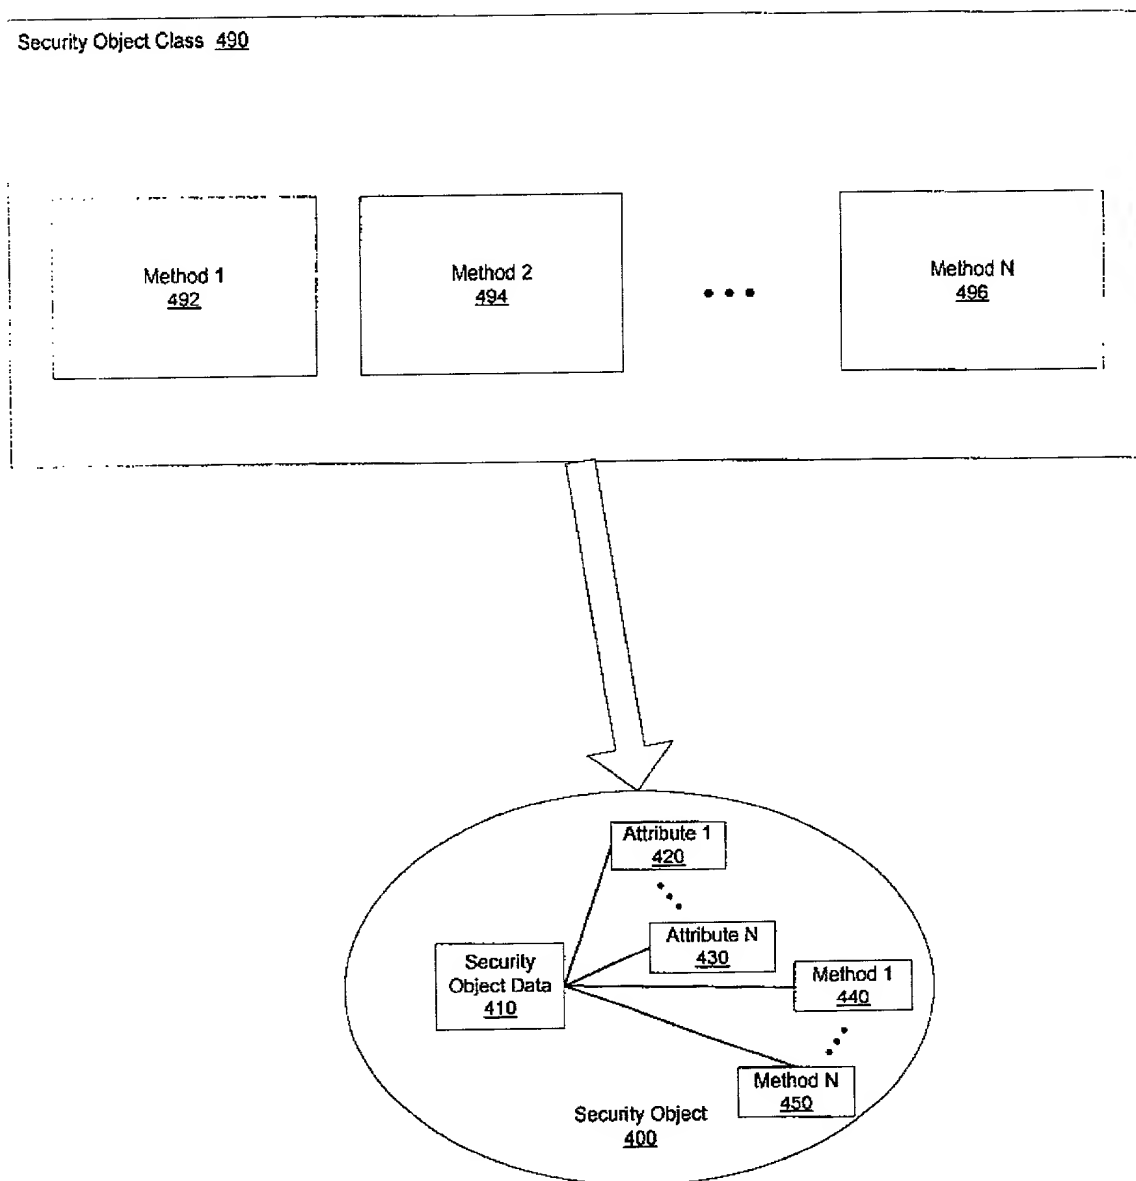 Security Object Class 490
Method 1
492
Method 2
494
Method N
496
Attribute 1
420
Attribute N
430
Security
Object Data
410
Method 1
440
Method N
450
Security Object
400